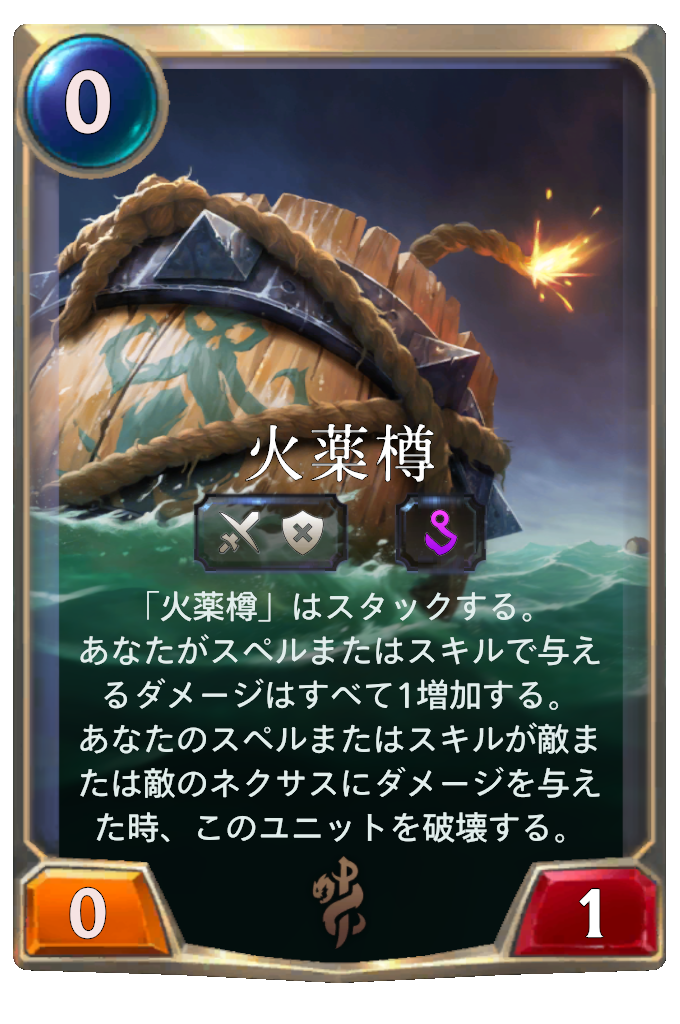 0
火薬樽
「火薬樽」はスタックする。
あなたがスペルまたはスキルで与え
るダメージはすべて1増加する。
あなたのスペルまたはスキルが敵ま
たは敵のネクサスにダメージを与え
た時、このユニットを破壊する。
0
1